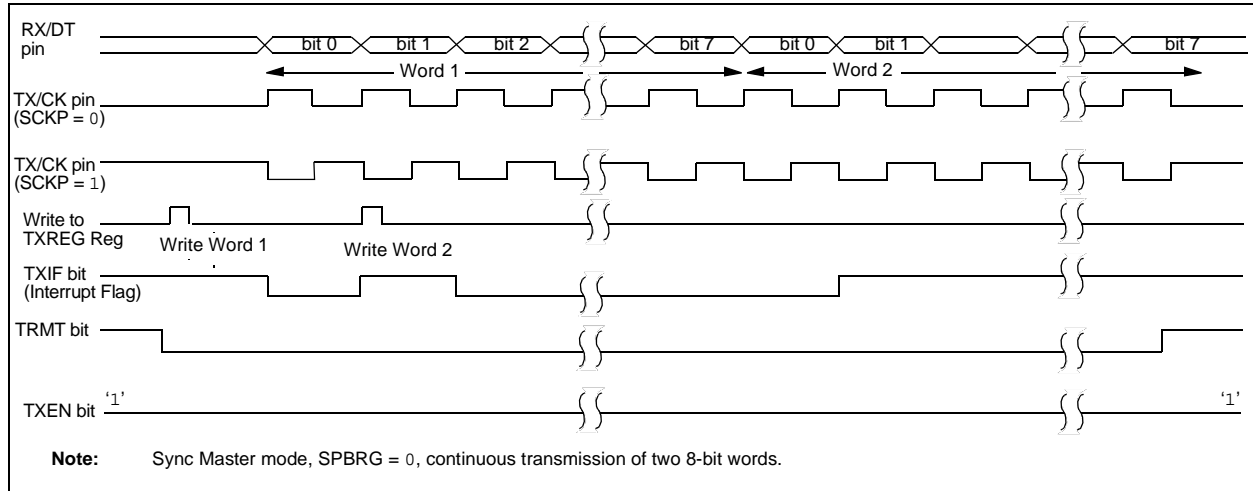 RX/DT
pin
bit 0 bit 1 bit 2 bit 7 bit 0 bit 1 bit 7
Word 1 Word 2
TX/CK pin
(SCKP = 0)
TX/CK pin
(SCKP = 1)
Write to
TXREG Reg
Write Word 1 Write Word 2
TXIF bit
(Interrupt Flag)
TRMT bit
TXEN bit ‘1’ ‘1’
Note: Sync Master mode, SPBRG = 0, continuous transmission of two 8-bit words.